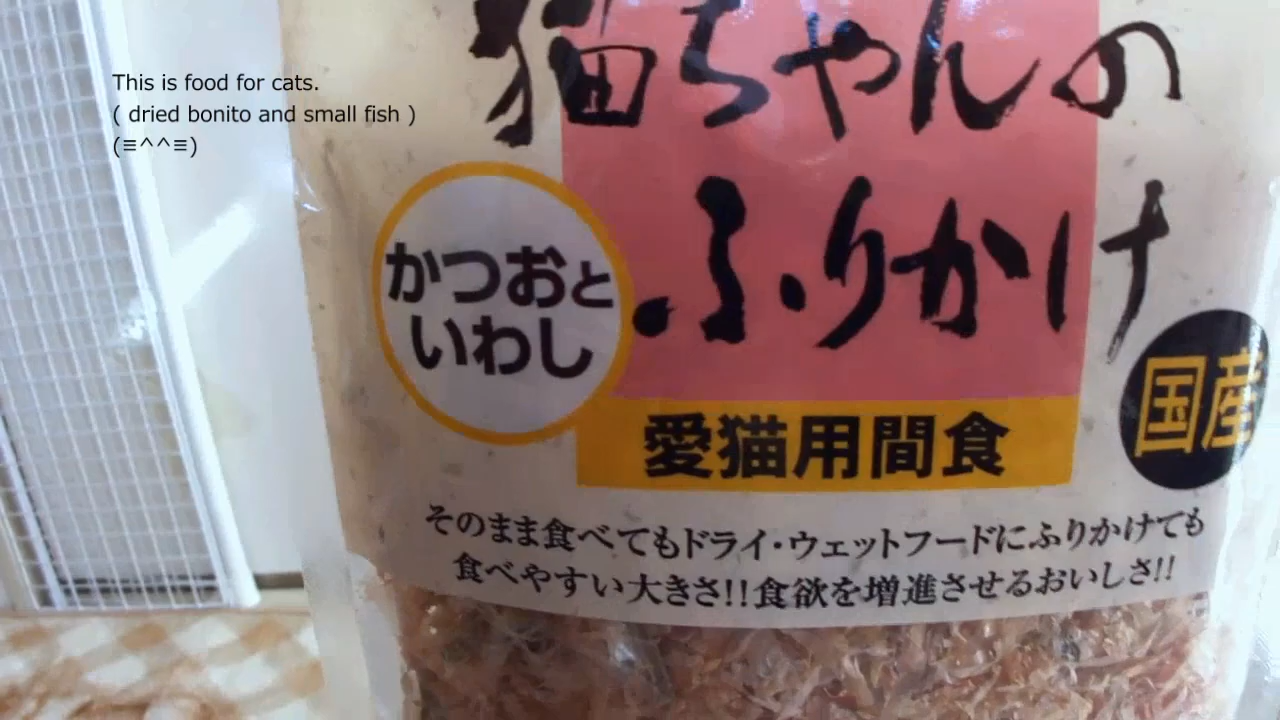 This is food for cats.
( dried bonito and small fish )
(≡^^≡)
猫ちゃんの
ふりかけ
かつおと
いわし
国産
愛猫用間食
そのまま食べてもドライ・ウェットフードにふりかけても
食べやすい大きさ!!食欲を増進させるおいしさ!!